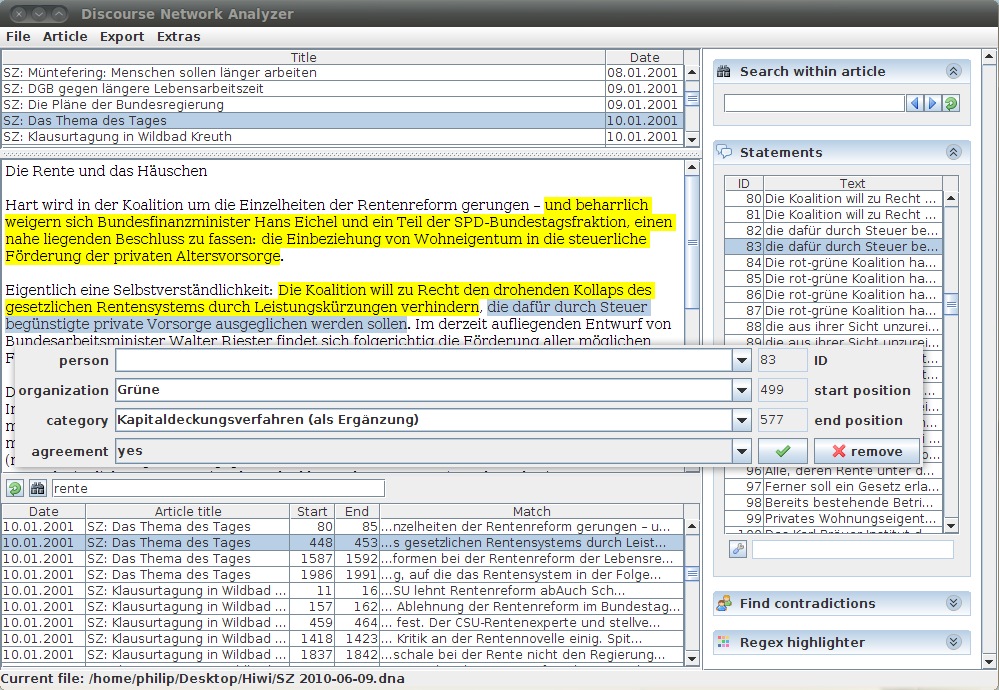 Discourse Network Analyzer
File Article Export Extras
Title Date
SZ: Müntefering: Menschen sollen länger arbeiten 08.01.2001
SZ: DGB gegen längere Lebensarbeitszeit 09.01.2001
SZ: Die Pläne der Bundesregierung 09.01.2001
SZ: Das Thema des Tages 10.01.2001
SZ: Klausurtagung in Wildbad Kreuth 10.01.2001
Die Rente und das Häuschen
Hart wird in der Koalition um die Einzelheiten der Rentenreform gerungen – und beharrlich
weigern sich Bundesfinanzminister Hans Eichel und ein Teil der SPD-Bundestagsfraktion, einen
nahe liegenden Beschluss zu fassen: die Einbeziehung von Wohneigentum in die steuerliche
Förderung der privaten Altersvorsorge.
Eigentlich eine Selbstverständlichkeit: Die Koalition will zu Recht den drohenden Kollaps des
gesetzlichen Rentensystems durch Leistungskürzungen verhindern, die dafür durch Steuer
begünstigte private Vorsorge ausgeglichen werden sollen. Im derzeit aufliegenden Entwurf von
Bundesarbeitsminister Walter Riester findet sich folgerichtig die Förderung aller möglichen
person 83 ID
organization Grüne 499 start position
category Kapitaldeckungsverfahren (als Ergänzung) 577 end position
agreement yes remove
rente
Date Article title Start End Match
10.01.2001 SZ: Das Thema des Tages 80 85 ...nzelheiten der Rentenreform gerungen – u...
10.01.2001 SZ: Das Thema des Tages 448 453 ...s gesetzlichen Rentensystems durch Leist...
10.01.2001 SZ: Das Thema des Tages 1587 1592 ...formen bei der Rentenreform der Lebensre...
10.01.2001 SZ: Das Thema des Tages 1986 1991 ...g, auf die das Rentensystem in der Folge...
10.01.2001 SZ: Klausurtagung in Wildbad ... 11 16 ...SU lehnt Rentenreform abAuch Sch...
10.01.2001 SZ: Klausurtagung in Wildbad ... 157 162 ... Ablehnung der Rentenreform im Bundestag...
10.01.2001 SZ: Klausurtagung in Wildbad ... 459 464 ... fest. Der CSU-Rentenexperte und stellve...
10.01.2001 SZ: Klausurtagung in Wildbad ... 1418 1423 ... Kritik an der Rentennovelle einig. Spit...
10.01.2001 SZ: Klausurtagung in Wildbad ... 1837 1842 ...schale bei der Rente nicht den Regierung...
Search within article
Statements
ID Text
80 Die Koalition will zu Recht ...
81 Die Koalition will zu Recht ...
82 die dafür durch Steuer be...
83 die dafür durch Steuer be...
84 Die rot-grüne Koalition ha...
85 Die rot-grüne Koalition ha...
86 Die rot-grüne Koalition ha...
87 Die rot-grüne Koalition ha...
88 die aus ihrer Sicht unzurei...
89 die aus ihrer Sicht unzurei...
96 Alle, deren Rente unter d...
97 Ferner soll ein Gesetz erla...
98 Bereits bestehende Betri...
99 Privates Wohnungseigent...
Find contradictions
Regex highlighter
Current file: /home/philip/Desktop/Hiwi/SZ 2010-06-09.dna